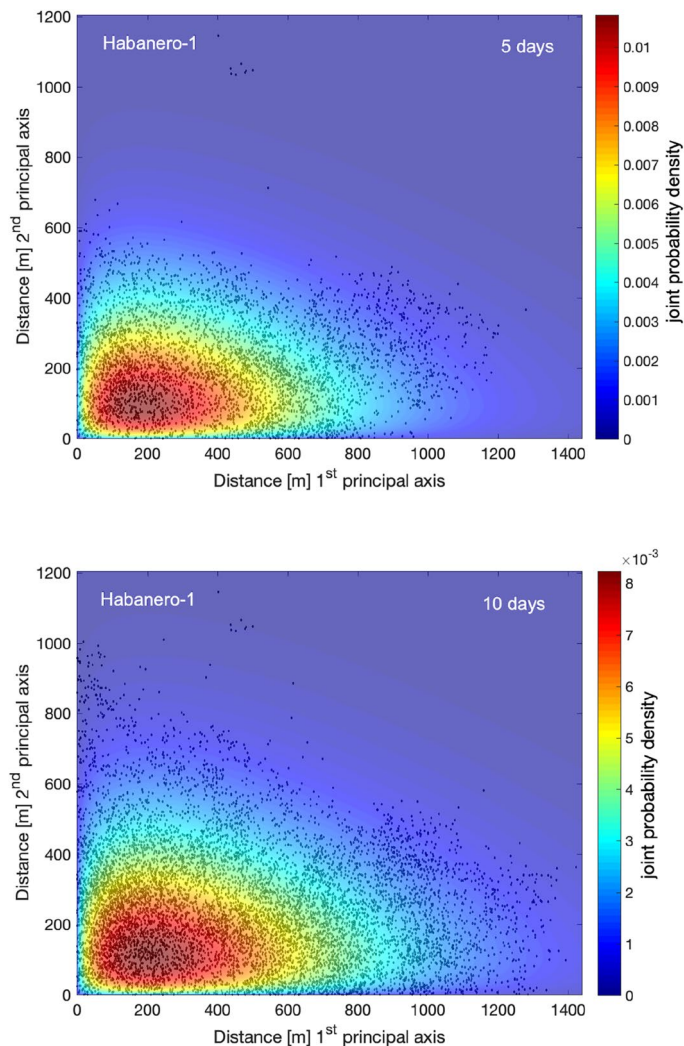 1200
1000
800
600
400
200
0
Distance [m] 2nd principal axis
Habanero-1
5 days
0 200 400 600 800 1000 1200 1400
Distance [m] 1st principal axis
0.01
0.009
0.008
0.007
0.006
0.005
0.004
0.003
0.002
0.001
0
joint probability density
1200
1000
800
600
400
200
0
Distance [m] 2nd principal axis
Habanero-1
10 days
0 200 400 600 800 1000 1200 1400
Distance [m] 1st principal axis
×10-3
8
7
6
5
4
3
2
1
0
joint probability density